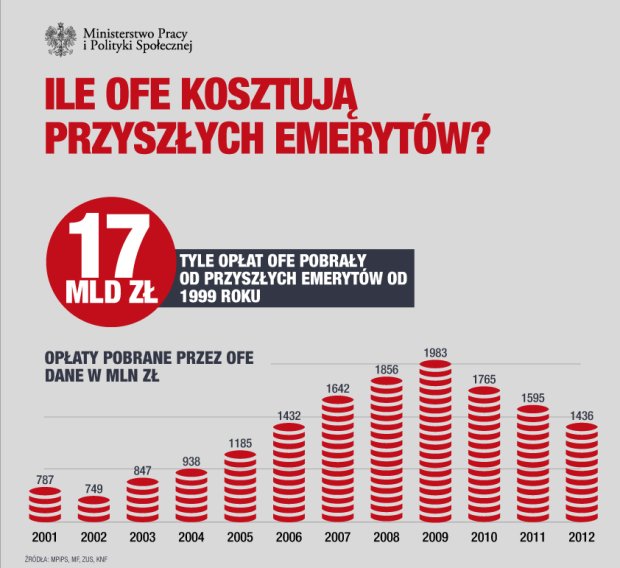 Ministerstwo Pracy
i Polityki Społecznej
ILE OFE KOSZTUJĄ
PRZYSZŁYCH EMERYTÓW?
17
MLD ZŁ
TYLE OPŁAT OFE POBRAŁY
OD PRZYSZŁYCH EMERYTÓW OD
1999 ROKU
OPŁATY POBRANE PRZEZ OFE
DANE W MLN ZŁ
787 749 847 938 1185 1432 1642 1856 1983 1765 1595 1436
2001 2002 2003 2004 2005 2006 2007 2008 2009 2010 2011 2012
ŹRÓDŁA: MPIPS, MF, ZUS, KNF